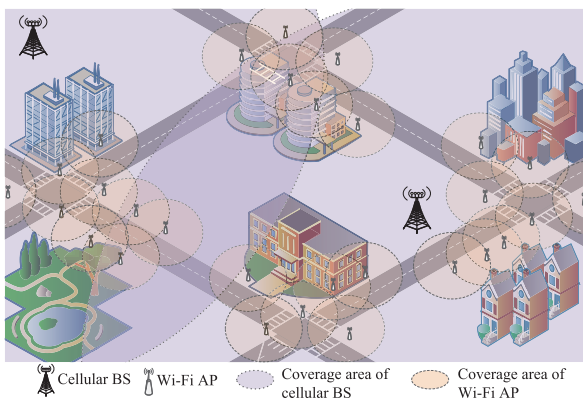 Cellular BS
Wi-Fi AP
Coverage area of
cellular BS
Coverage area of
Wi-Fi AP